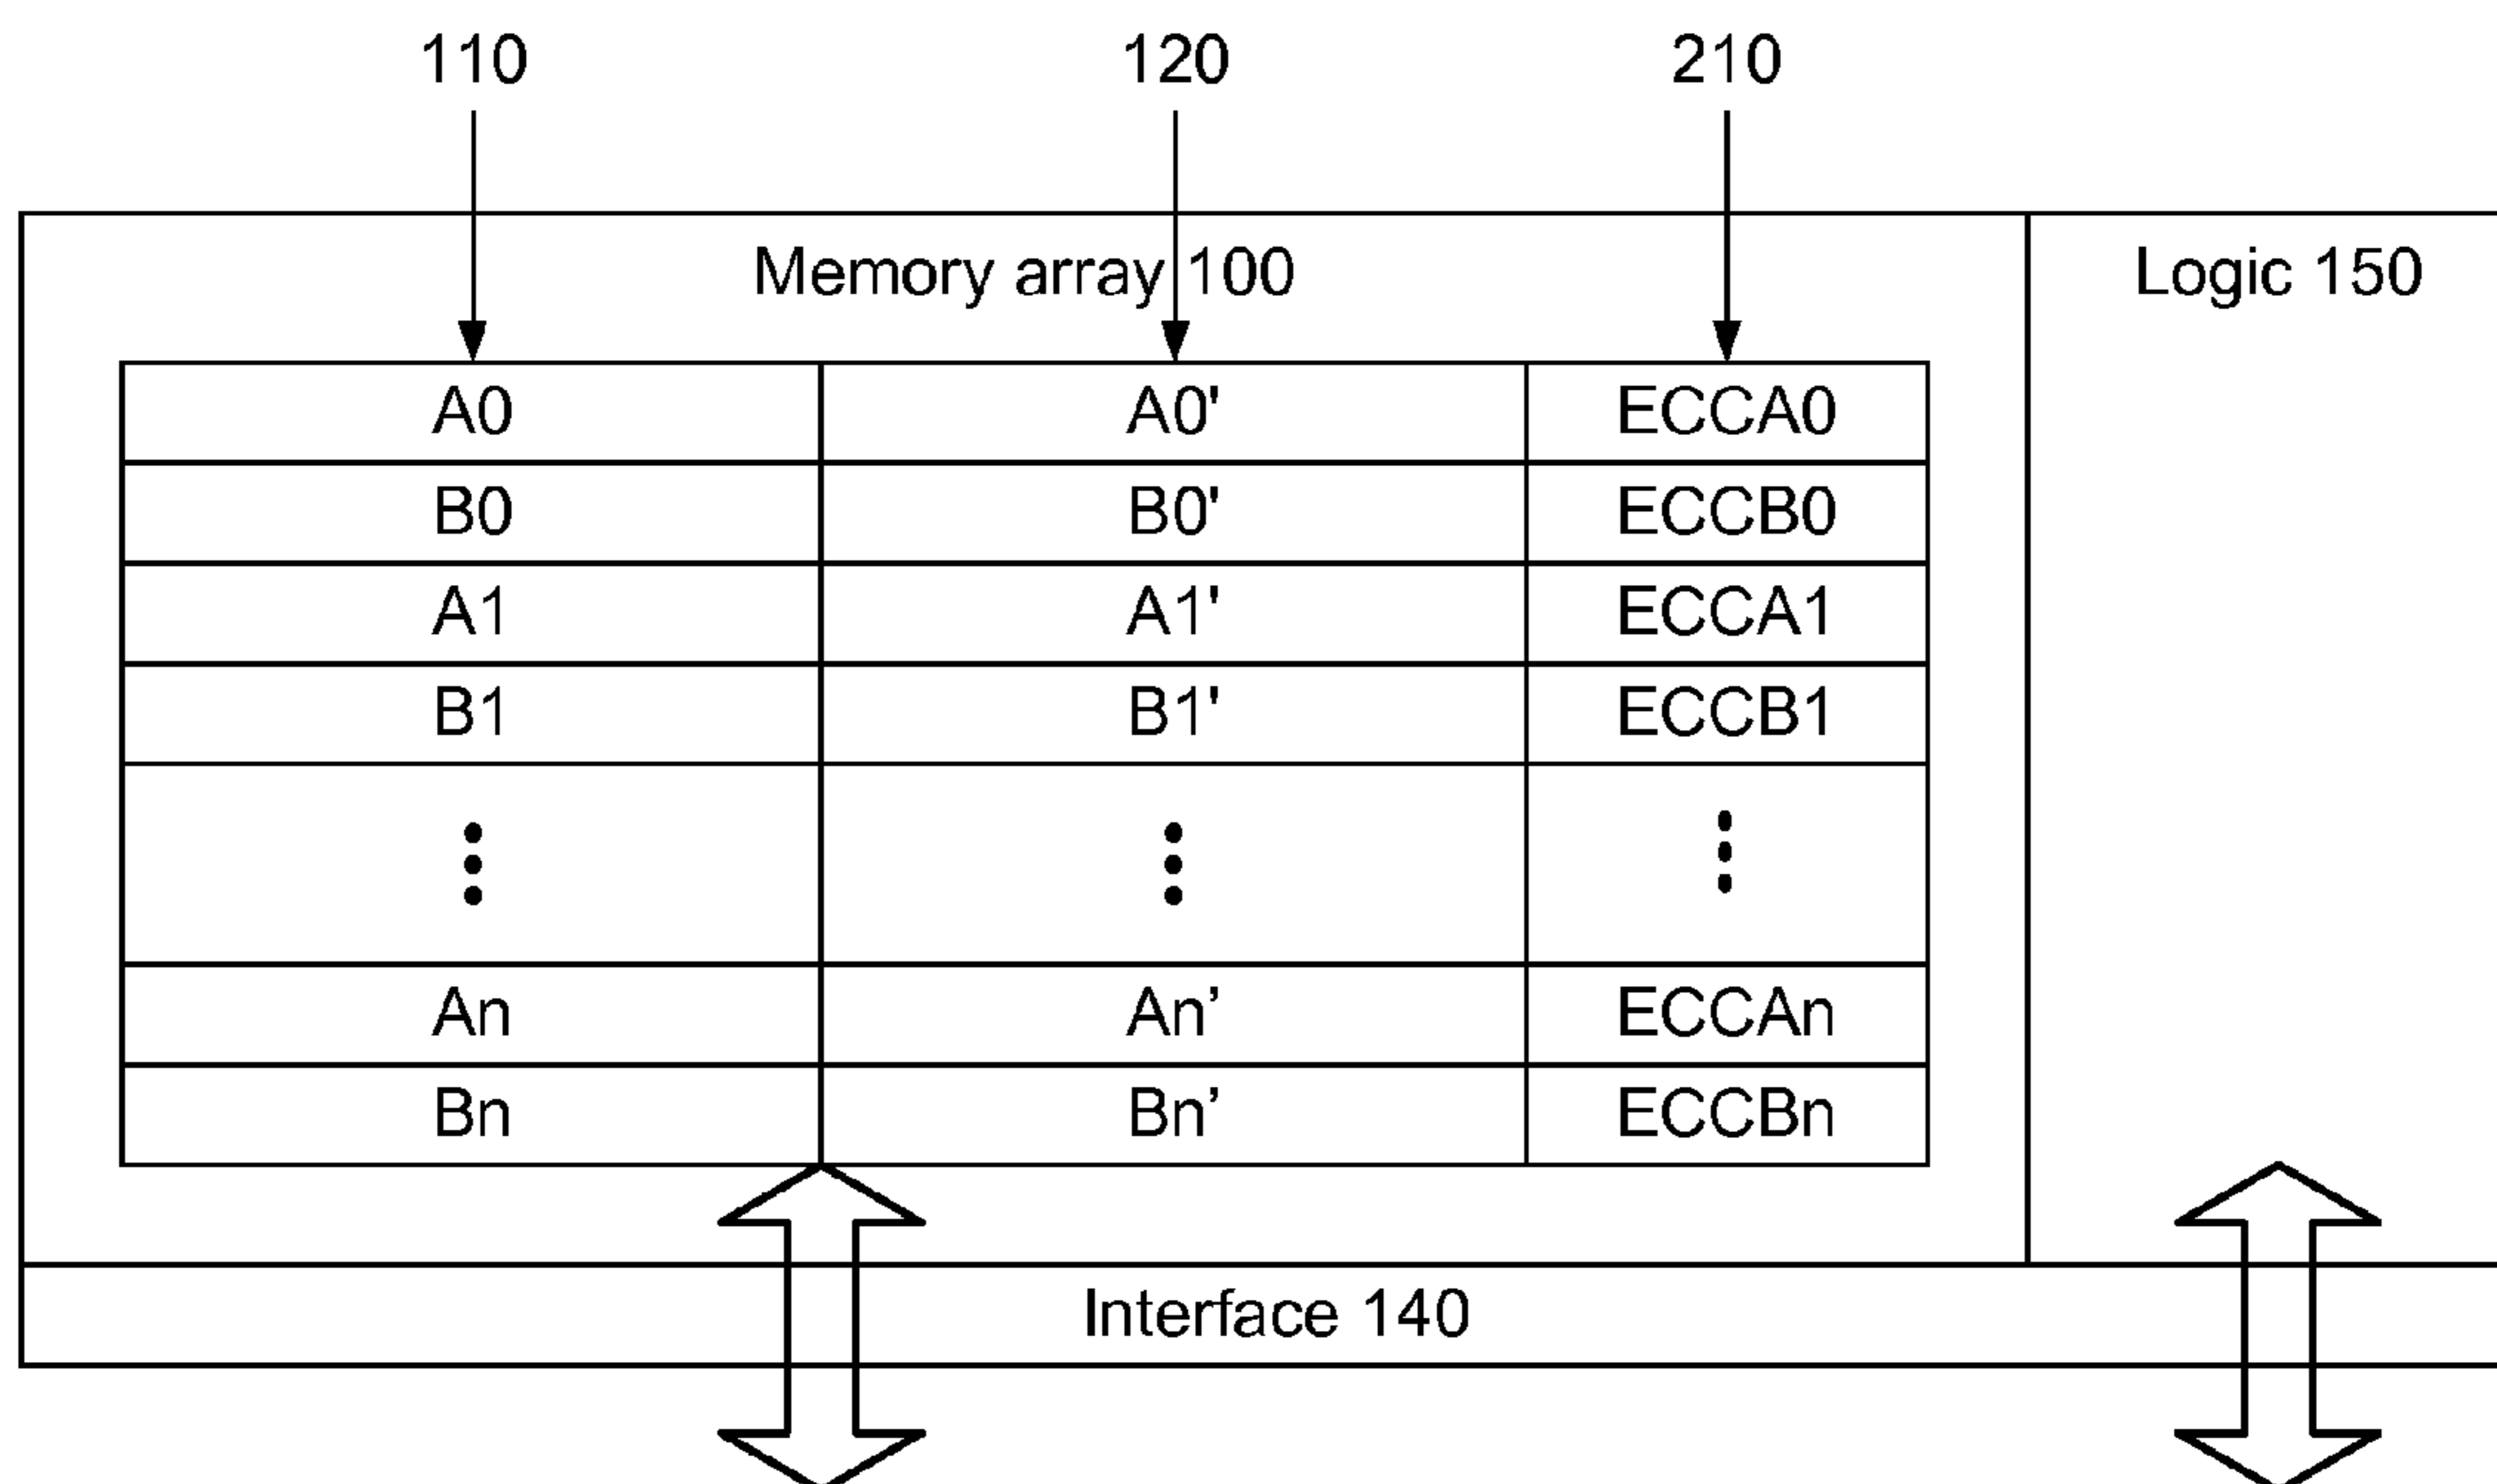 110 120 210
Memory array 100 Logic 150
A0 A0' ECCA0
B0 B0' ECCB0
A1 A1' ECCA1
B1 B1' ECCB1
An An’ ECCAn
Bn Bn’ ECCBn
Interface 140